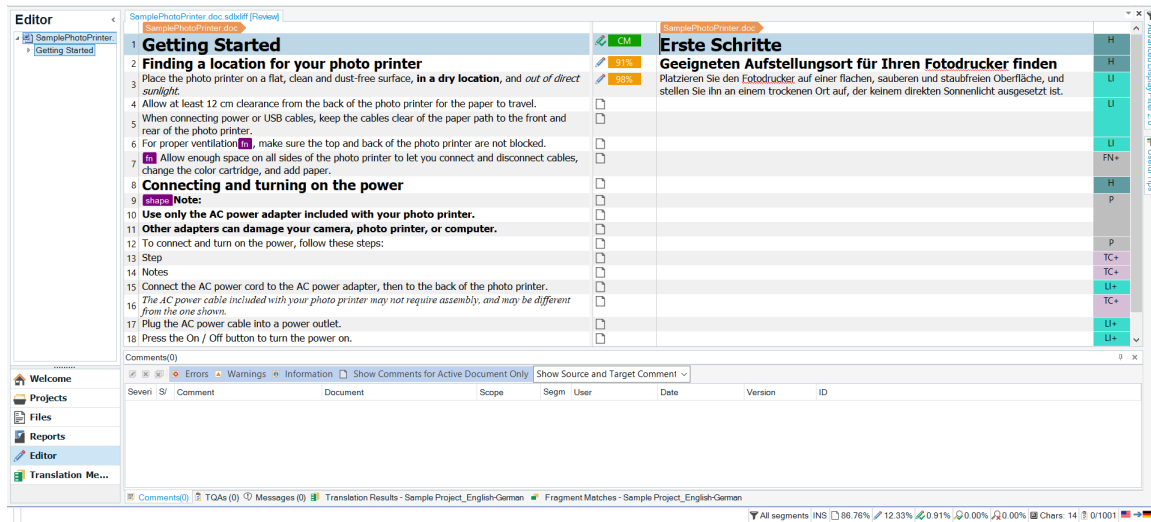 Editor
SamplePhotoPrinter.
Getting Started
SamplePhotoPrinter.doc.sdlxliff [Review]
SamplePhotoPrinter.doc
SamplePhotoPrinter.doc
1 Getting Started CM Erste Schritte H
2 Finding a location for your photo printer 91% Geeigneten Aufstellungsort für Ihren Fotodrucker finden H
3 Place the photo printer on a flat, clean and dust-free surface, in a dry location, and out of direct
sunlight.
98% Platzieren Sie den Fotodrucker auf einer flachen, sauberen und staubfreien Oberfläche, und
stellen Sie ihn an einem trockenen Ort auf, der keinem direkten Sonnenlicht ausgesetzt ist.
LI
4 Allow at least 12 cm clearance from the back of the photo printer for the paper to travel. LI
5 When connecting power or USB cables, keep the cables clear of the paper path to the front and
rear of the photo printer.
6 For proper ventilation fn , make sure the top and back of the photo printer are not blocked. LI
7 fn Allow enough space on all sides of the photo printer to let you connect and disconnect cables,
change the color cartridge, and add paper.
FN+
8 Connecting and turning on the power H
9 shape Note: P
10 Use only the AC power adapter included with your photo printer.
11 Other adapters can damage your camera, photo printer, or computer.
12 To connect and turn on the power, follow these steps: P
13 Step TC+
14 Notes TC+
15 Connect the AC power cord to the AC power adapter, then to the back of the photo printer. LI+
16 The AC power cable included with your photo printer may not require assembly, and may be different
from the one shown.
TC+
17 Plug the AC power cable into a power outlet. LI+
18 Press the On / Off button to turn the power on. LI+
Useful Tips
Comments(0)
Errors Warnings Information Show Comments for Active Document Only Show Source and Target Comment
Severi S/ Comment Document Scope Segm User Date Version ID
Welcome
Projects
Files
Reports
Editor
Translation Me...
Comments(0) TQAs (0) Messages (0) Translation Results - Sample Project_English-German Fragment Matches - Sample Project_English-German
All segments INS 86.76% 12.33% 0.91% 0.00% 0.00% Chars: 14 0/1001